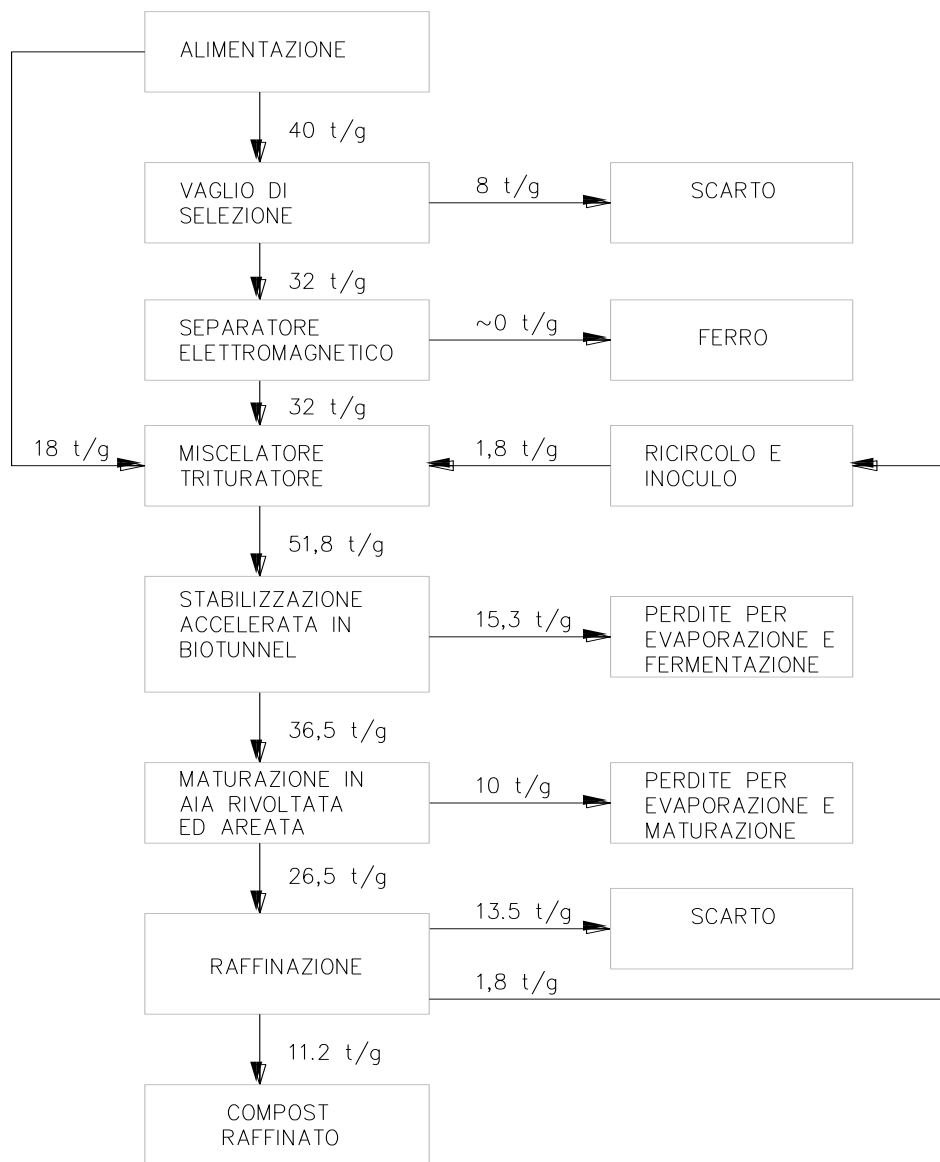 ALIMENTAZIONE
40 t/g
VAGLIO DI
SELEZIONE
8 t/g
SCARTO
32 t/g
SEPARATORE
ELETTROMAGNETICO
~0 t/g
FERRO
32 t/g
18 t/g
MISCELATORE
TRITURATORE
1,8 t/g
RICIRCOLO E
INOCULO
51,8 t/g
STABILIZZAZIONE
ACCELERATA IN
BIOTUNNEL
15,3 t/g
PERDITE PER
EVAPORAZIONE E
FERMENTAZIONE
36,5 t/g
MATURAZIONE IN
AIA RIVOLTATA
ED AREATA
10 t/g
PERDITE PER
EVAPORAZIONE E
MATURAZIONE
26,5 t/g
RAFFINAZIONE
13.5 t/g
SCARTO
1,8 t/g
11.2 t/g
COMPOST
RAFFINATO